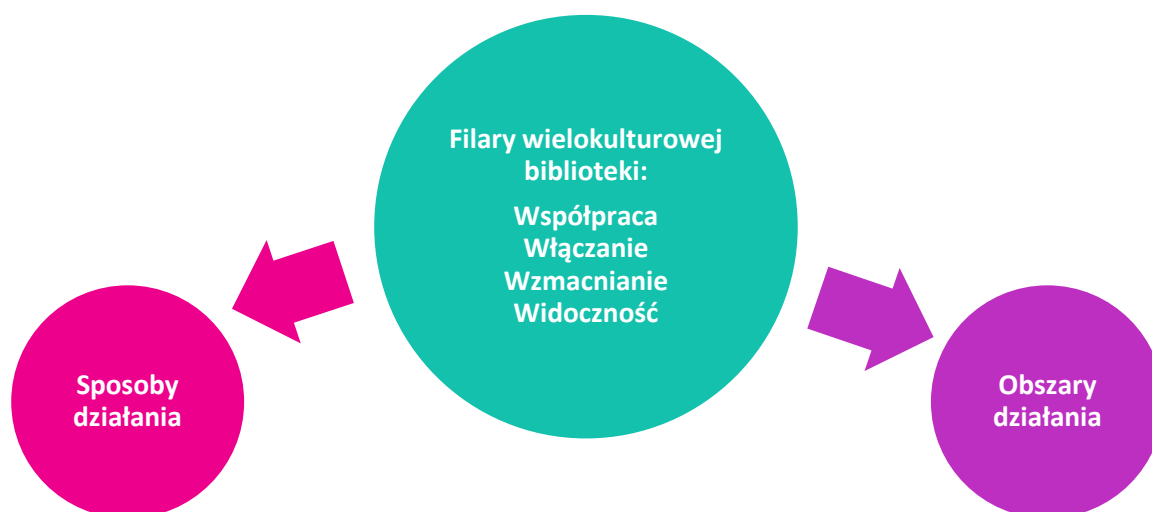 Filary wielokulturowej
biblioteki:
Współpraca
Włączanie
Wzmacnianie
Widoczność
Sposoby
działania
Obszary
działania